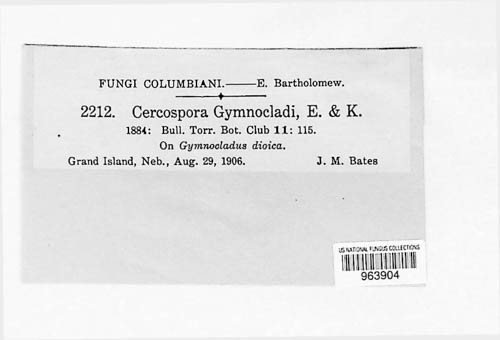 FUNGI COLUMBIANI.——E. Bartholomew.
2212. Cercospora Gymnocladi, E. & K.
1884: Bull. Torr. Bot. Club 11: 115.
On Gymnocladus dioica.
Grand Island, Neb., Aug. 29, 1906. J. M. Bates
US NATIONAL FUNGUS COLLECTIONS
963904